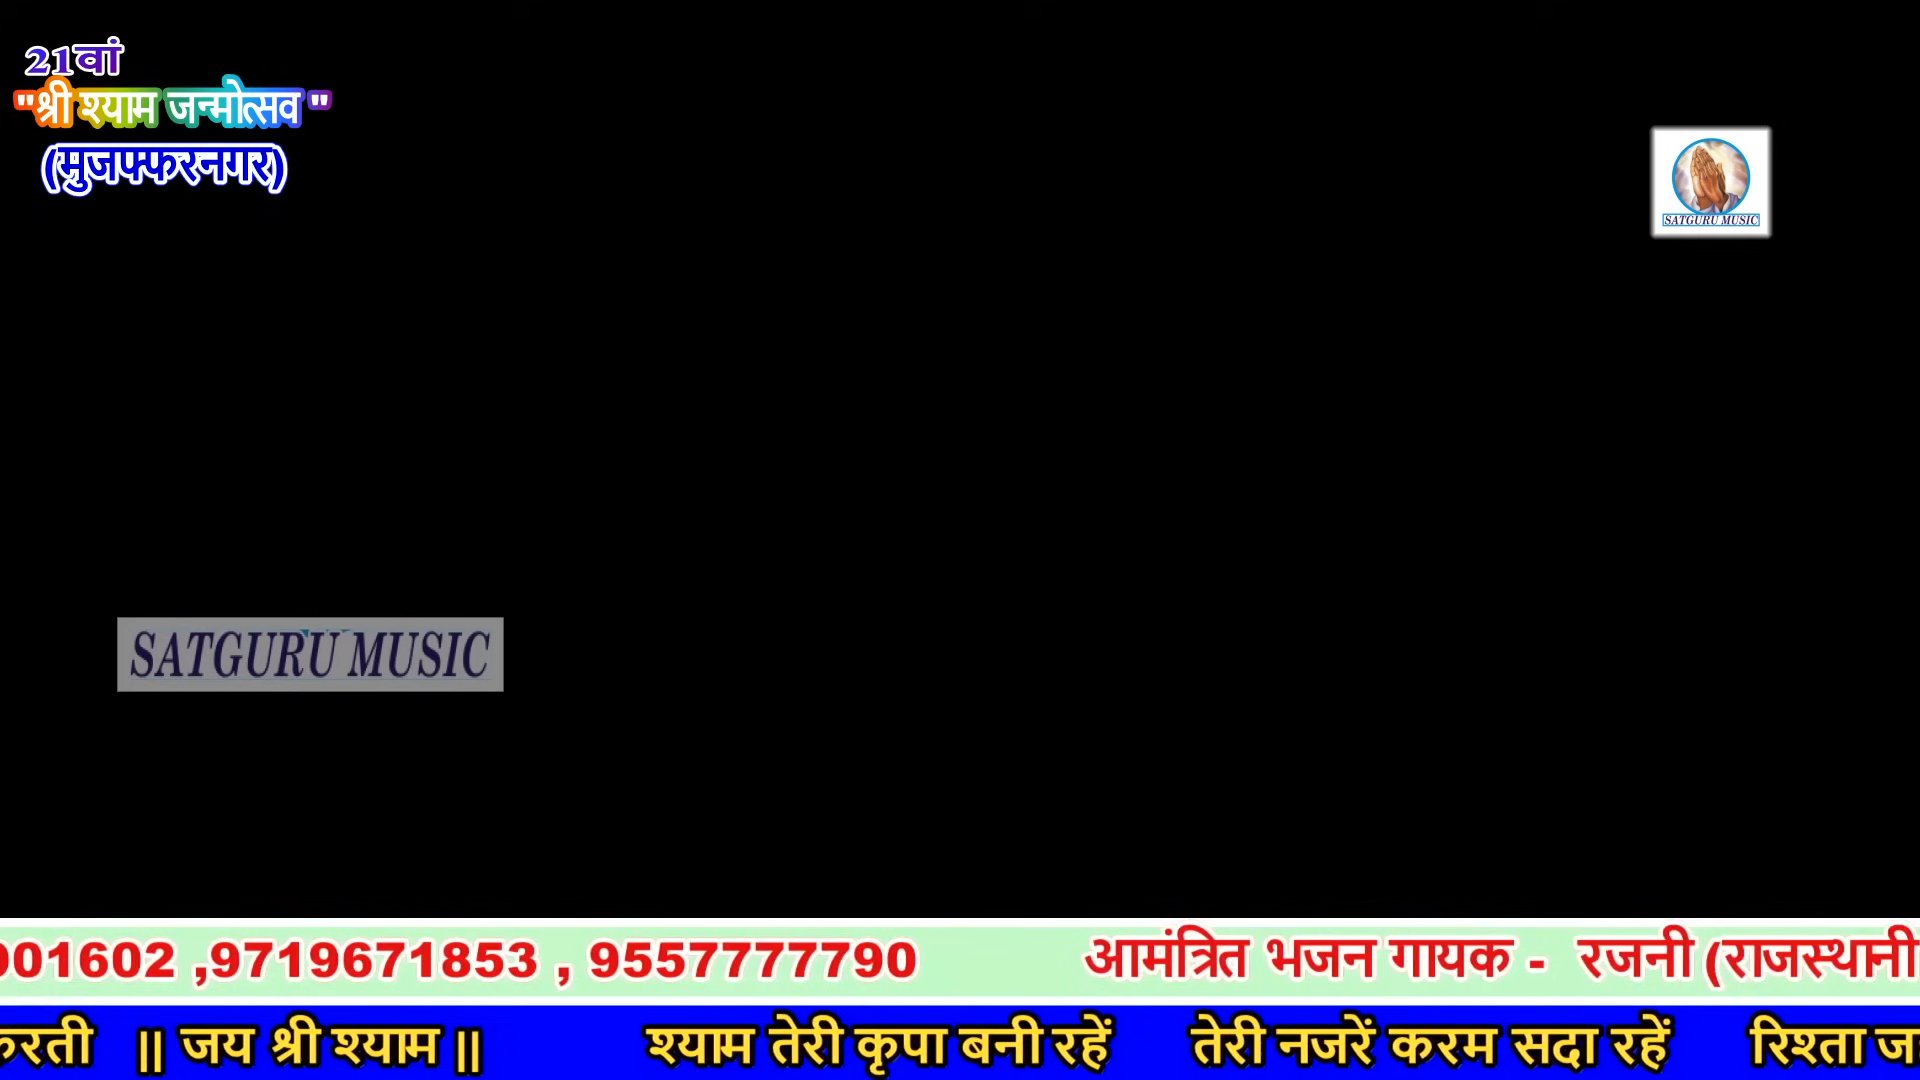 21वां
"श्री श्याम जन्मोत्सव "
(मुजफ्फरनगर)
SATGURU MUSIC
SATGURU MUSIC
001602 ,9719671853 , 9557777790 आमंत्रित भजन गायक - रजनी (राजस्थानी
करती || जय श्री श्याम || श्याम तेरी कृपा बनी रहें तेरी नजरें करम सदा रहें रिश्ता